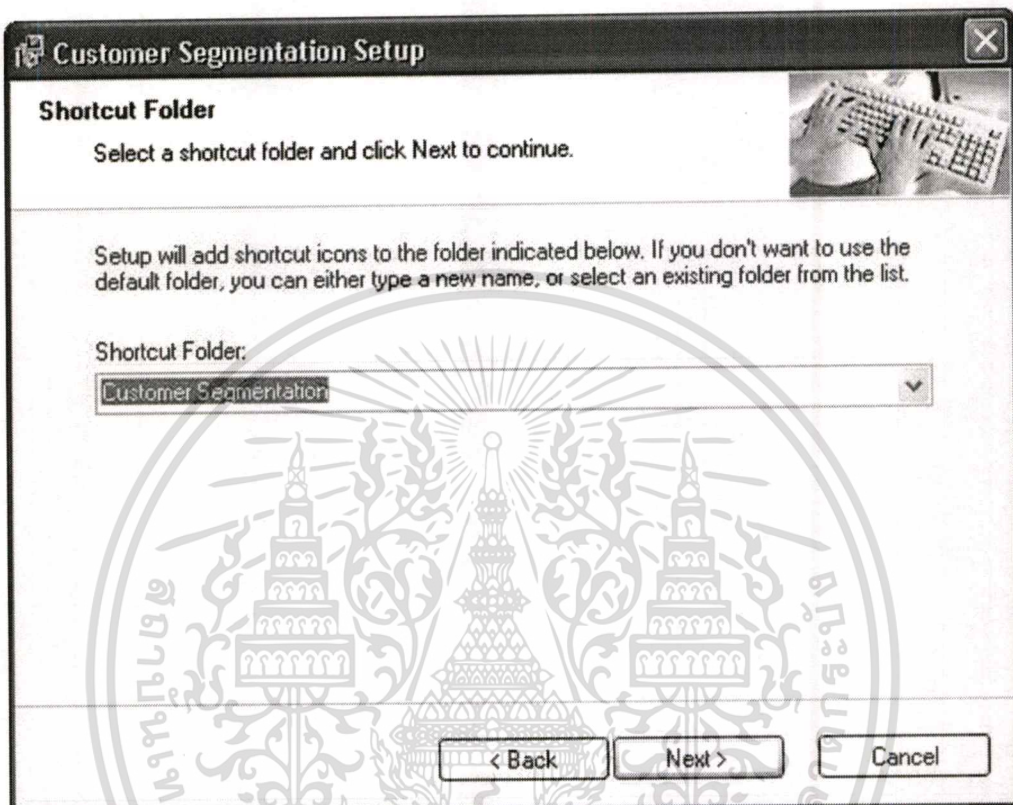 Customer Segmentation Setup
Shortcut Folder
Select a shortcut folder and click Next to continue.
Setup will add shortcut icons to the folder indicated below. If you don't want to use the
default folder, you can either type a new name, or select an existing folder from the list.
Shortcut Folder:
Customer Segmentation
< Back
Next >
Cancel